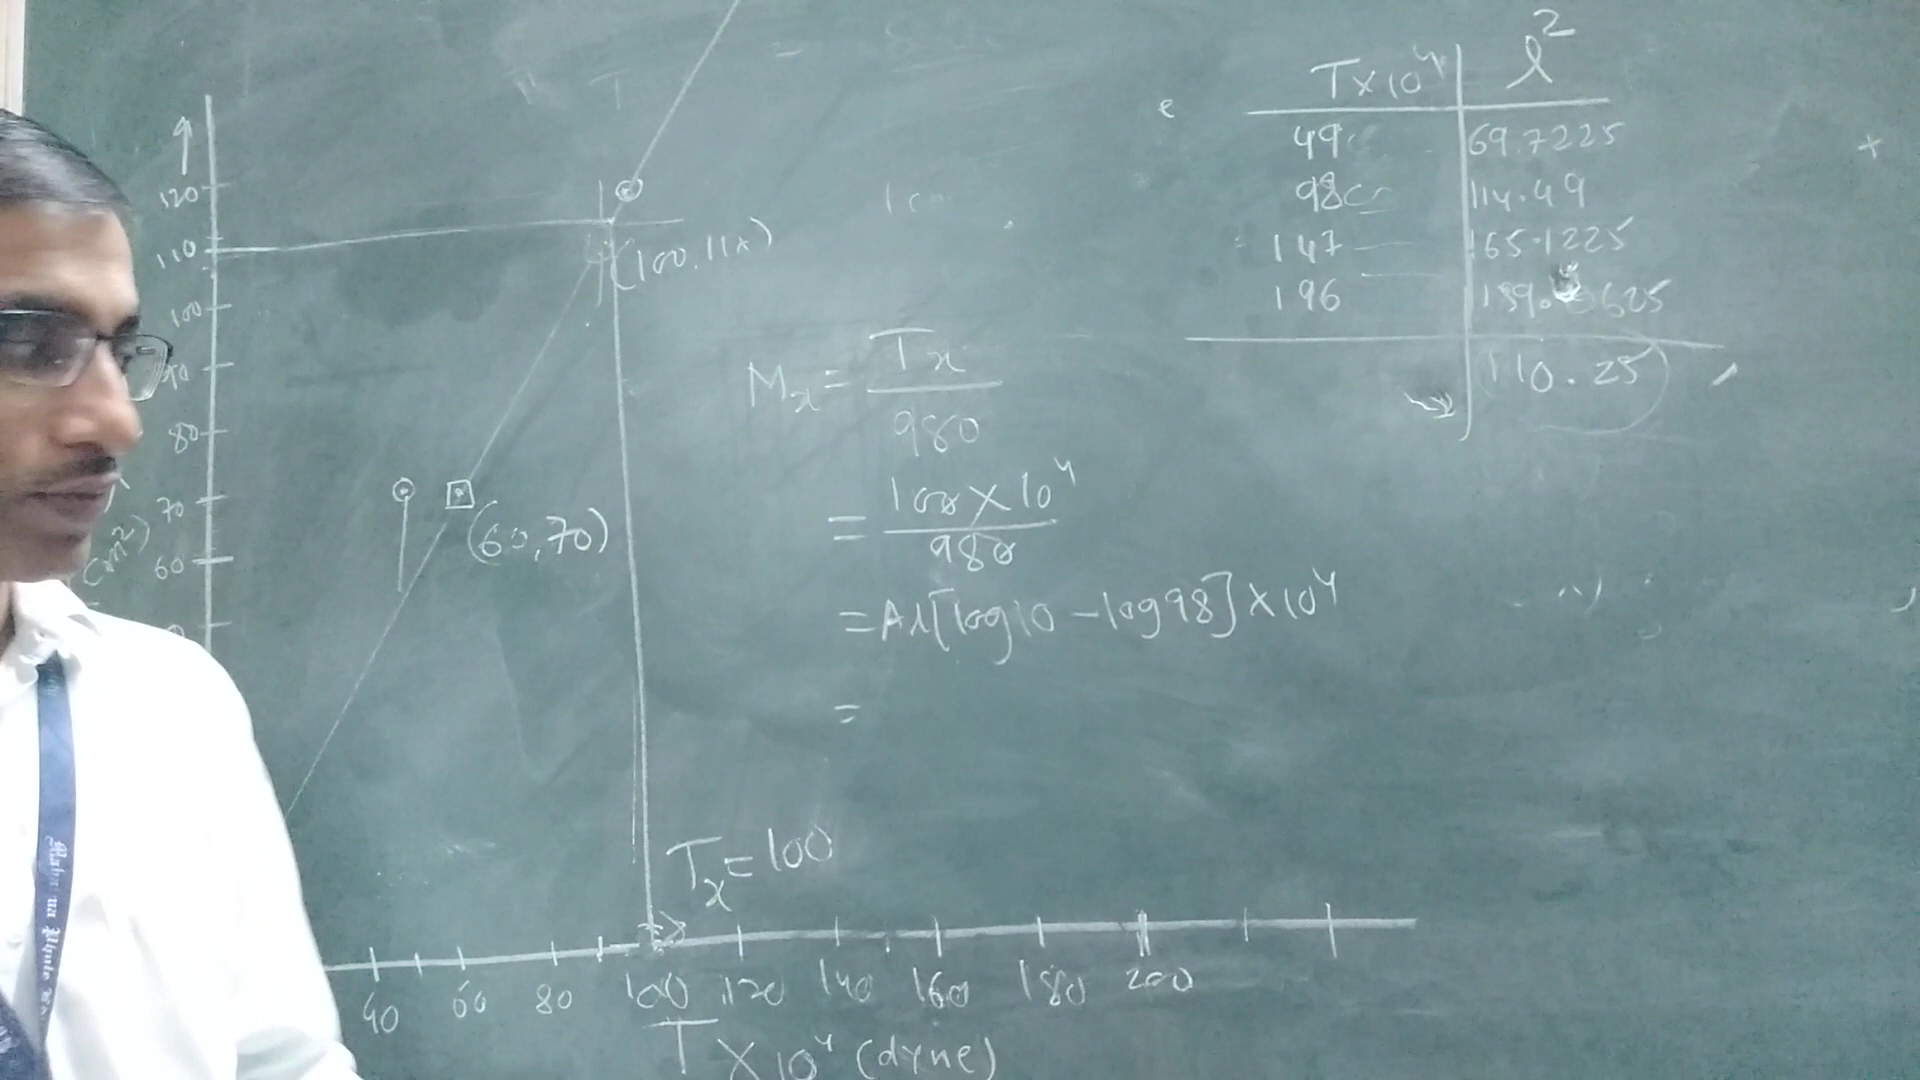 T×10⁴ l²
49 69.7225
98 114.49
147 165.1225
196
110.25
120
110
100
90
80
70
60
(60,70)
Mx = Tx / 980
= 100×10⁴ / 980
= Al[log10 - log98]×10⁴
=
Tx=100
40 60 80 100 120 140 160 180 200
T×10⁴ (dyne)